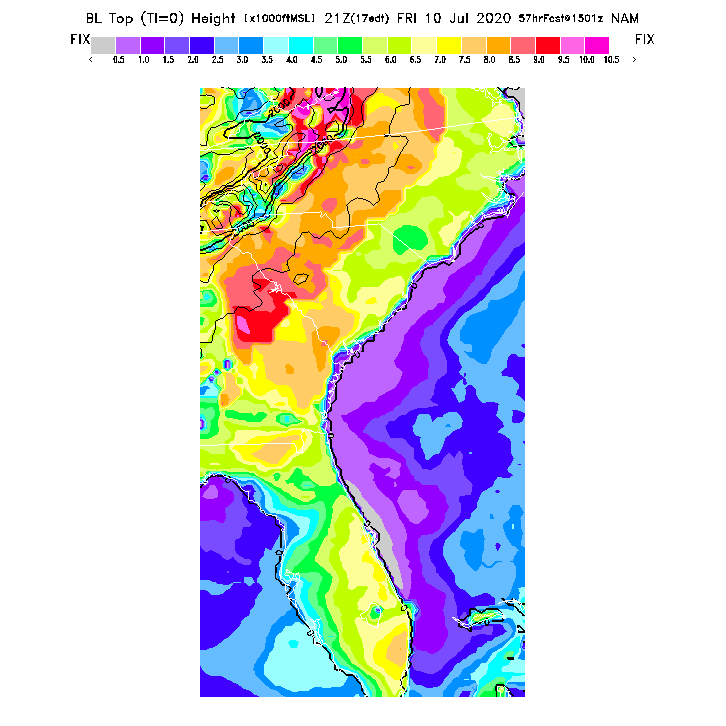 BL Top (TI=0) Height [x1000ftMSL] 21Z(17edt) FRI 10 Jul 2020 57hrFcst@1501z NAM
FIX FIX
< 0.5 1.0 1.5 2.0 2.5 3.0 3.5 4.0 4.5 5.0 5.5 6.0 6.5 7.0 7.5 8.0 8.5 9.0 9.5 10.0 10.5 >
2000